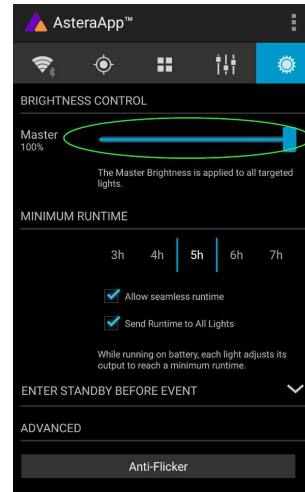 AsteraApp™
BRIGHTNESS CONTROL
Master
100%
The Master Brightness is applied to all targeted
lights.
MINIMUM RUNTIME
3h 4h 5h 6h 7h
Allow seamless runtime
Send Runtime to All Lights
While running on battery, each light adjusts its
output to reach a minimum runtime.
ENTER STANDBY BEFORE EVENT
ADVANCED
Anti-Flicker